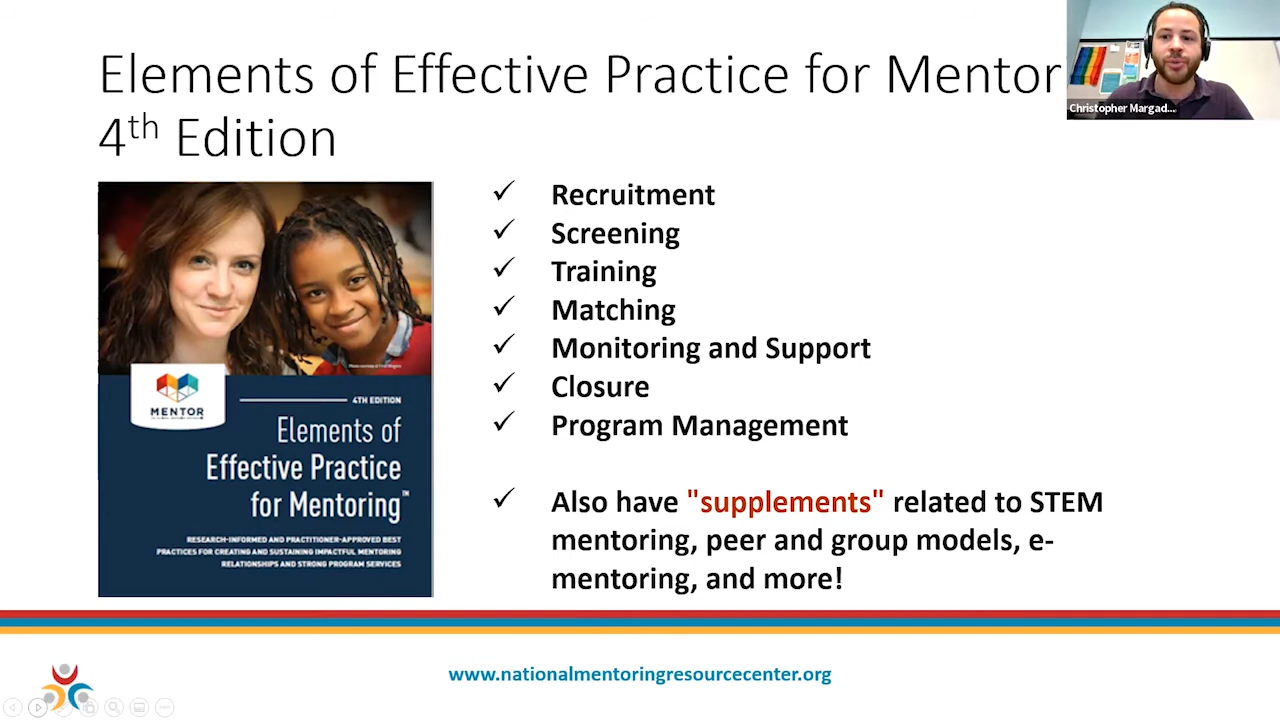 Elements of Effective Practice for Mentor
4th Edition
Christopher Margad...
✓ Recruitment
✓ Screening
✓ Training
✓ Matching
✓ Monitoring and Support
✓ Closure
✓ Program Management
✓ Also have "supplements" related to STEM
mentoring, peer and group models, e-
mentoring, and more!
MENTOR
4TH EDITION
Elements of
Effective Practice
for Mentoring™
RESEARCH-INFORMED AND PRACTITIONER-APPROVED BEST
PRACTICES FOR CREATING AND SUSTAINING IMPACTFUL MENTORING
RELATIONSHIPS AND STRONG PROGRAM SERVICES
www.nationalmentoringresourcecenter.org